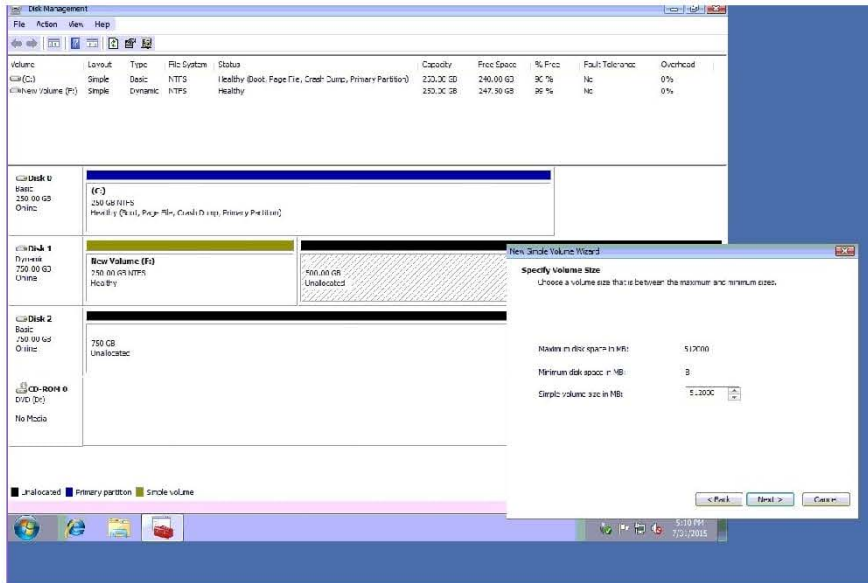 Disk Management
File Action View Help
Volume Layout Type File System Status Capacity Free Space % Free Fault Tolerance Overhead
(C:) Simple Basic NTFS Healthy (Boot, Page File, Crash Dump, Primary Partition) 250.00 GB 240.00 GB 90 % No 0%
New Volume (F:) Simple Dynamic NTFS Healthy 250.00 GB 247.50 GB 99 % No 0%
Disk 0
Basic
250.00 GB
Online
(C:)
250 GB NTFS
Healthy (Boot, Page File, Crash Dump, Primary Partition)
Disk 1
Dynamic
750.00 GB
Online
New Volume (F:)
250.00 GB NTFS
Healthy
500.00 GB
Unallocated
Disk 2
Basic
750.00 GB
Online
750 GB
Unallocated
CD-ROM 0
DVD (D:)
No Media
Unallocated Primary partition Simple volume
New Simple Volume Wizard
Specify Volume Size
Choose a volume size that is between the maximum and minimum sizes.
Maximum disk space in MB: 512000
Minimum disk space in MB: 8
Simple volume size in MB: 512000
< Back Next > Cancel
5:10 PM
7/31/2015